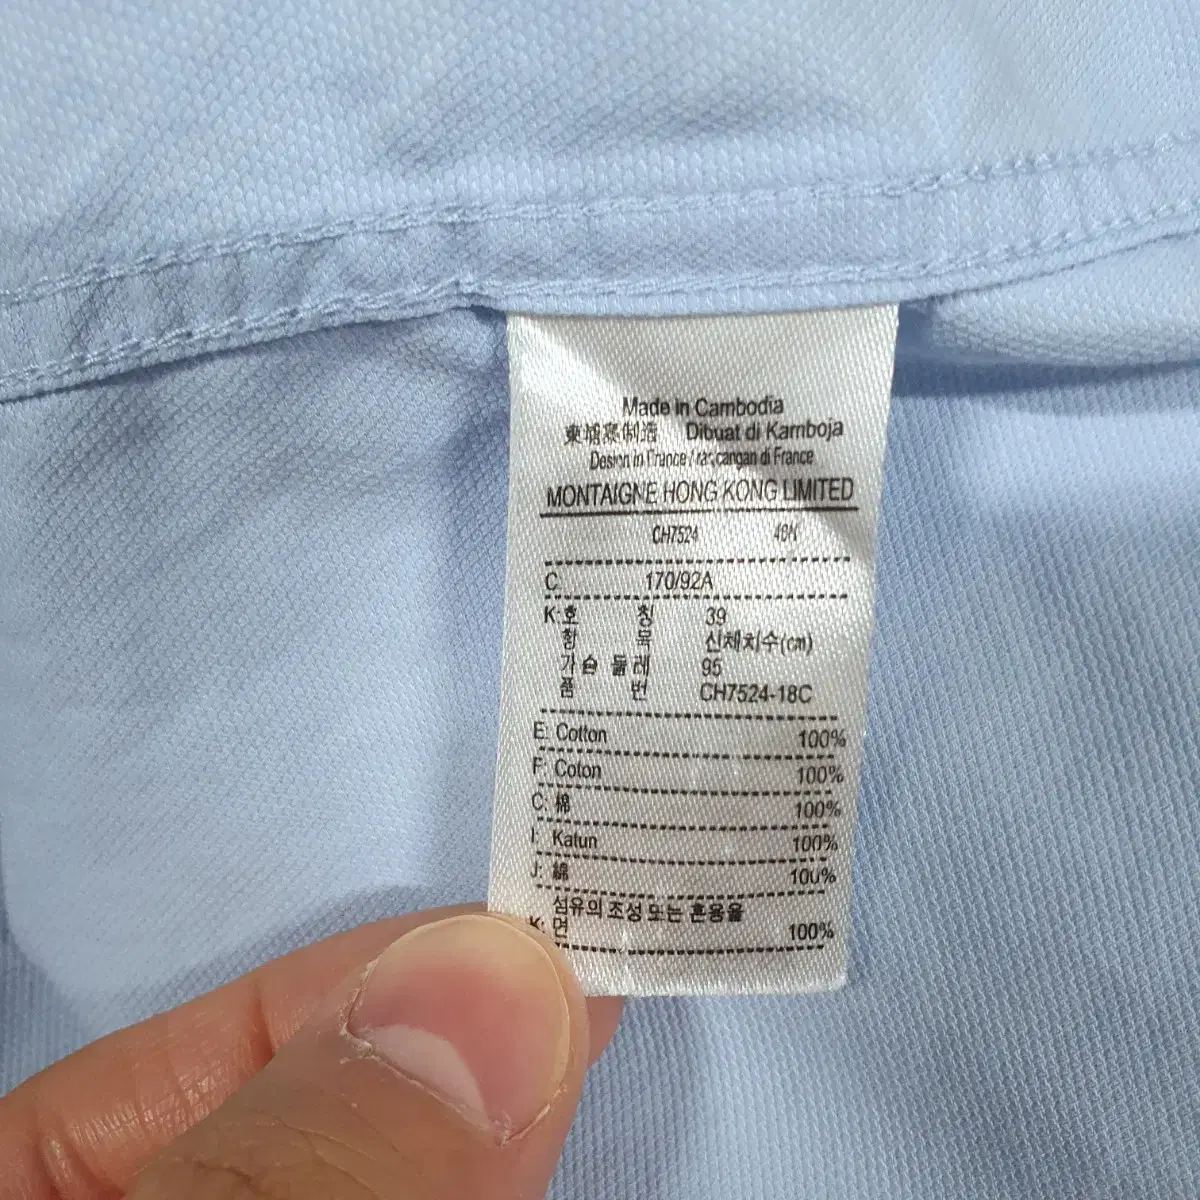 Made in Cambodia
柬埔寨制造 Dibuat di Kamboja
Design in France / rancangan di France
MONTAIGNE HONG KONG LIMITED
CH7524
C: 170/92A
K: 호 칭 39
항 목 신체치수(cm)
가슴 둘레 95
품 번 CH7524-18C
E: Cotton 100%
F: Coton 100%
C: 棉 100%
I: Katun 100%
J: 綿 100%
섬유의 조성 또는 혼용율
K: 면 100%